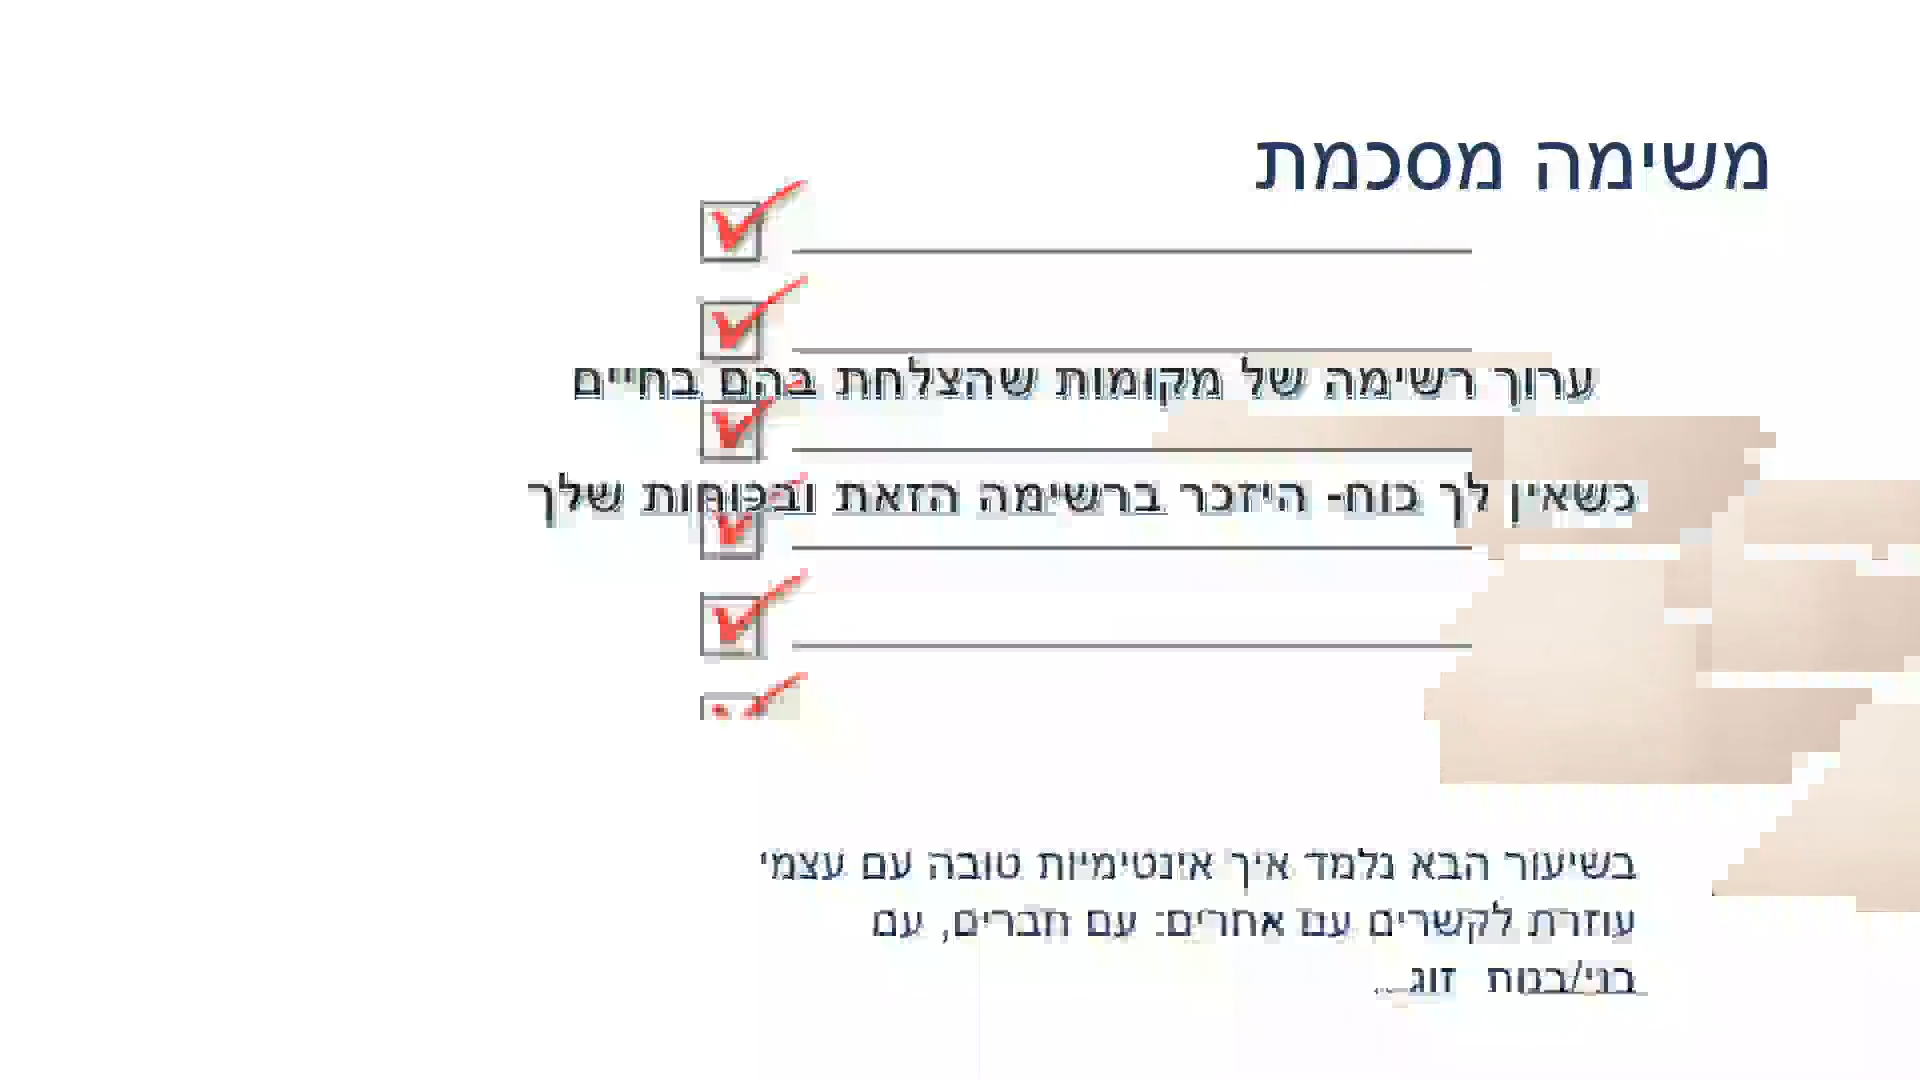 משימה מסכמת
ערוך רשימה של מקומות שהצלחת בהם בחיים
כשאין לך כוח- היזכר ברשימה הזאת ובכוחות שלך
בשיעור הבא נלמד איך אינטימיות טובה עם עצמי
עוזרת לקשרים עם אחרים: עם חברים, עם
בני/בנות זוג...